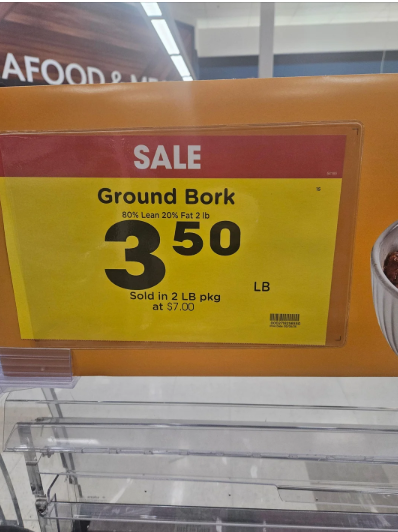 AFOOD &
SALE
Ground Bork
80% Lean 20% Fat 2 lb
3 50
LB
Sold in 2 LB pkg
at $7.00